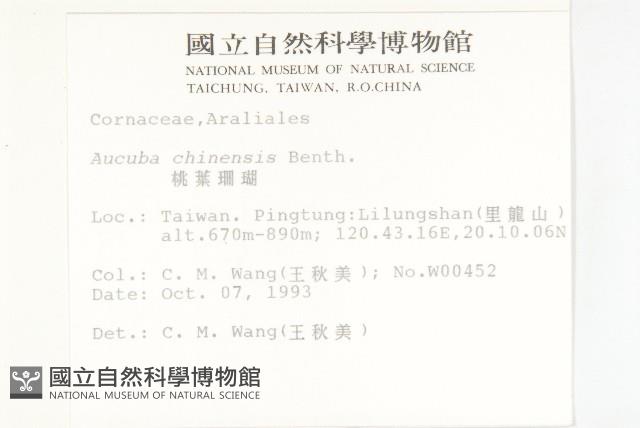 國立自然科學博物館
NATIONAL MUSEUM OF NATURAL SCIENCE
TAICHUNG, TAIWAN, R.O.CHINA
Cornaceae,Araliales
Aucuba chinensis Benth.
桃葉珊瑚
Loc.: Taiwan. Pingtung:Lilungshan(里龍山)
alt.670m-890m; 120.43.16E,20.10.06N
Col.: C. M. Wang(王秋美); No.W00452
Date: Oct. 07, 1993
Det.: C. M. Wang(王秋美)
國立自然科學博物館
NATIONAL MUSEUM OF NATURAL SCIENCE